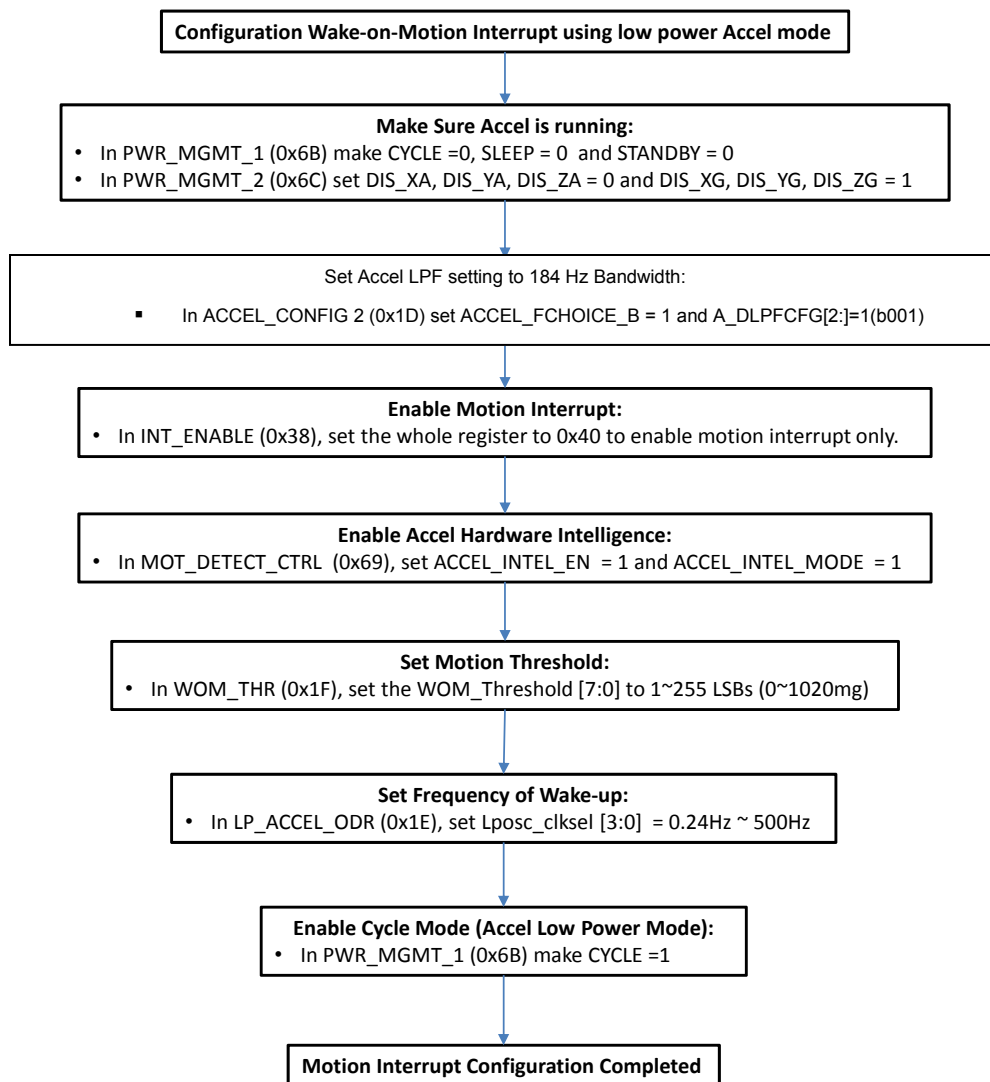 Configuration Wake-on-Motion Interrupt using low power Accel mode
Make Sure Accel is running:
• In PWR_MGMT_1 (0x6B) make CYCLE =0, SLEEP = 0 and STANDBY = 0
• In PWR_MGMT_2 (0x6C) set DIS_XA, DIS_YA, DIS_ZA = 0 and DIS_XG, DIS_YG, DIS_ZG = 1
Set Accel LPF setting to 184 Hz Bandwidth:
▪ In ACCEL_CONFIG 2 (0x1D) set ACCEL_FCHOICE_B = 1 and A_DLPFCFG[2:]=1(b001)
Enable Motion Interrupt:
• In INT_ENABLE (0x38), set the whole register to 0x40 to enable motion interrupt only.
Enable Accel Hardware Intelligence:
• In MOT_DETECT_CTRL (0x69), set ACCEL_INTEL_EN = 1 and ACCEL_INTEL_MODE = 1
Set Motion Threshold:
• In WOM_THR (0x1F), set the WOM_Threshold [7:0] to 1~255 LSBs (0~1020mg)
Set Frequency of Wake-up:
• In LP_ACCEL_ODR (0x1E), set Lposc_clksel [3:0] = 0.24Hz ~ 500Hz
Enable Cycle Mode (Accel Low Power Mode):
• In PWR_MGMT_1 (0x6B) make CYCLE =1
Motion Interrupt Configuration Completed